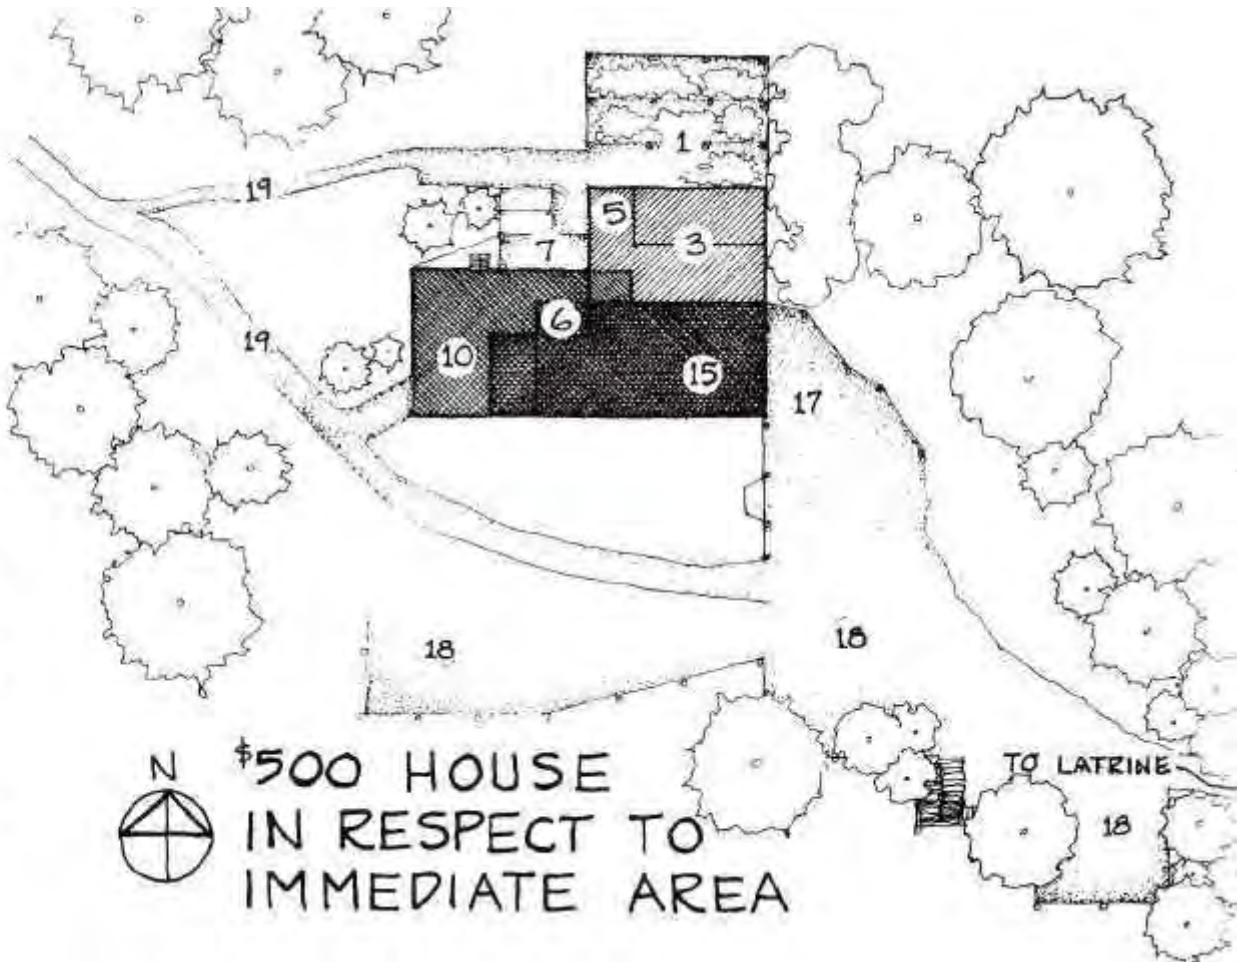 1
19
5
3
7
6
19
10
15
17
18
18
$500 HOUSE
N
TO LATRINE
IN RESPECT TO
18
IMMEDIATE AREA